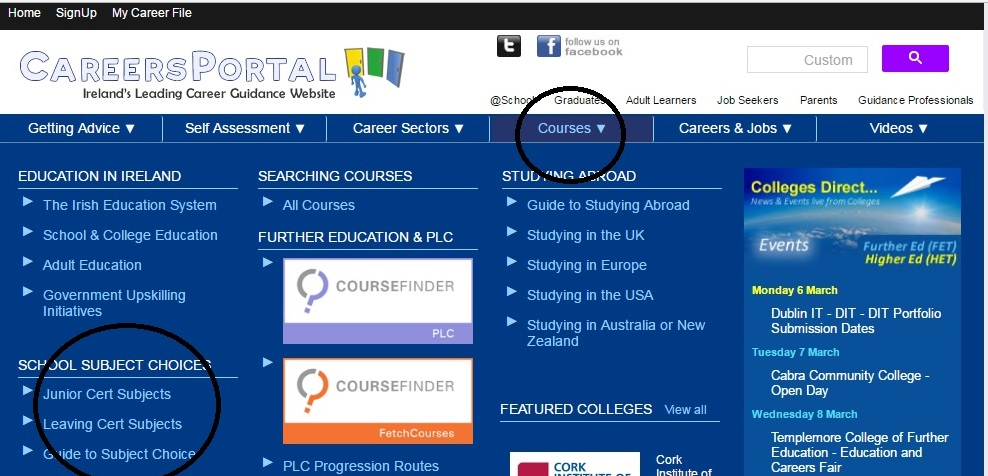 Home SignUp My Career File
CAREERSPORTAL
Ireland's Leading Career Guidance Website
follow us on
facebook
Custom
@School Graduates Adult Learners Job Seekers Parents Guidance Professionals
Getting Advice ▼ Self Assessment ▼ Career Sectors ▼ Courses ▼ Careers & Jobs ▼ Videos ▼
EDUCATION IN IRELAND
The Irish Education System
School & College Education
Adult Education
Government Upskilling
Initiatives
SCHOOL SUBJECT CHOICES
Junior Cert Subjects
Leaving Cert Subjects
Guide to Subject Choice
SEARCHING COURSES
All Courses
FURTHER EDUCATION & PLC
COURSEFINDER
PLC
COURSEFINDER
FetchCourses
PLC Progression Routes
STUDYING ABROAD
Guide to Studying Abroad
Studying in the UK
Studying in Europe
Studying in the USA
Studying in Australia or New
Zealand
FEATURED COLLEGES View all
CORK
INSTITUTE OF
Cork
Institute of
Colleges Direct...
News & Events live from Colleges
Events
Further Ed (FET)
Higher Ed (HET)
Monday 6 March
Dublin IT - DIT - DIT Portfolio
Submission Dates
Tuesday 7 March
Cabra Community College -
Open Day
Wednesday 8 March
Templemore College of Further
Education - Education and
Careers Fair